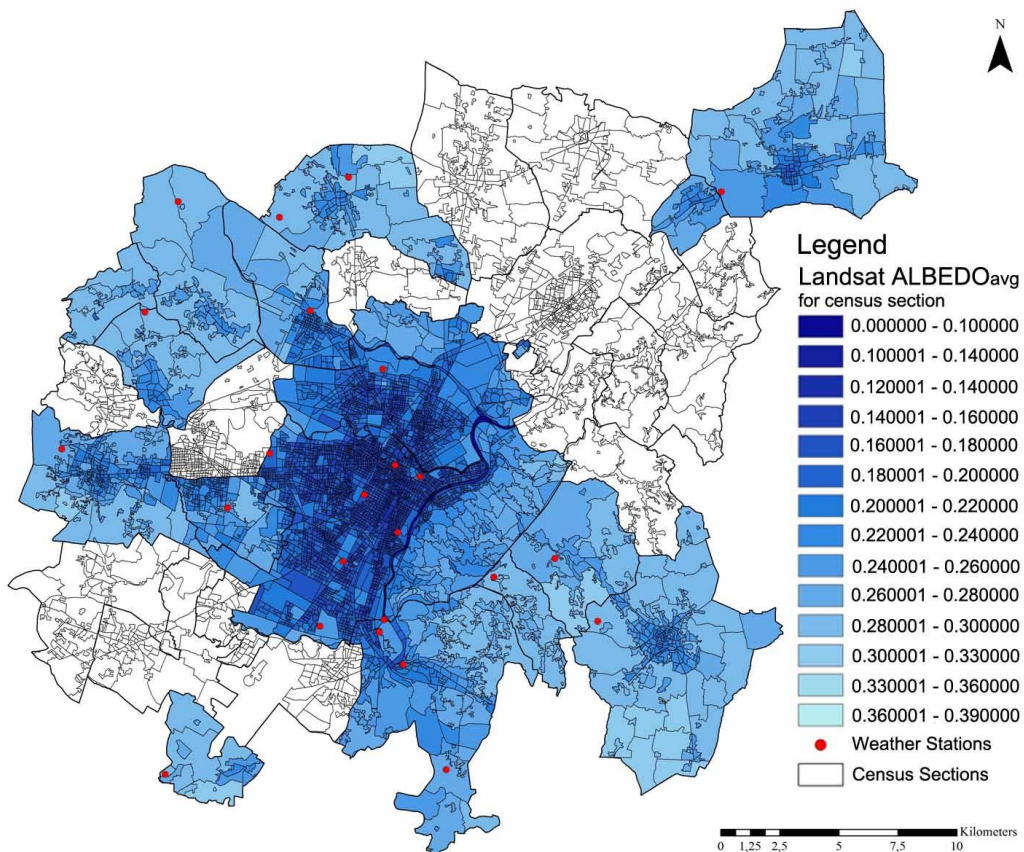 N
Legend
Landsat ALBEDOavg
for census section
0.000000 - 0.100000
0.100001 - 0.140000
0.120001 - 0.140000
0.140001 - 0.160000
0.160001 - 0.180000
0.180001 - 0.200000
0.200001 - 0.220000
0.220001 - 0.240000
0.240001 - 0.260000
0.260001 - 0.280000
0.280001 - 0.300000
0.300001 - 0.330000
0.330001 - 0.360000
0.360001 - 0.390000
Weather Stations
Census Sections
Kilometers
0 1,25 2,5 5 7,5 10